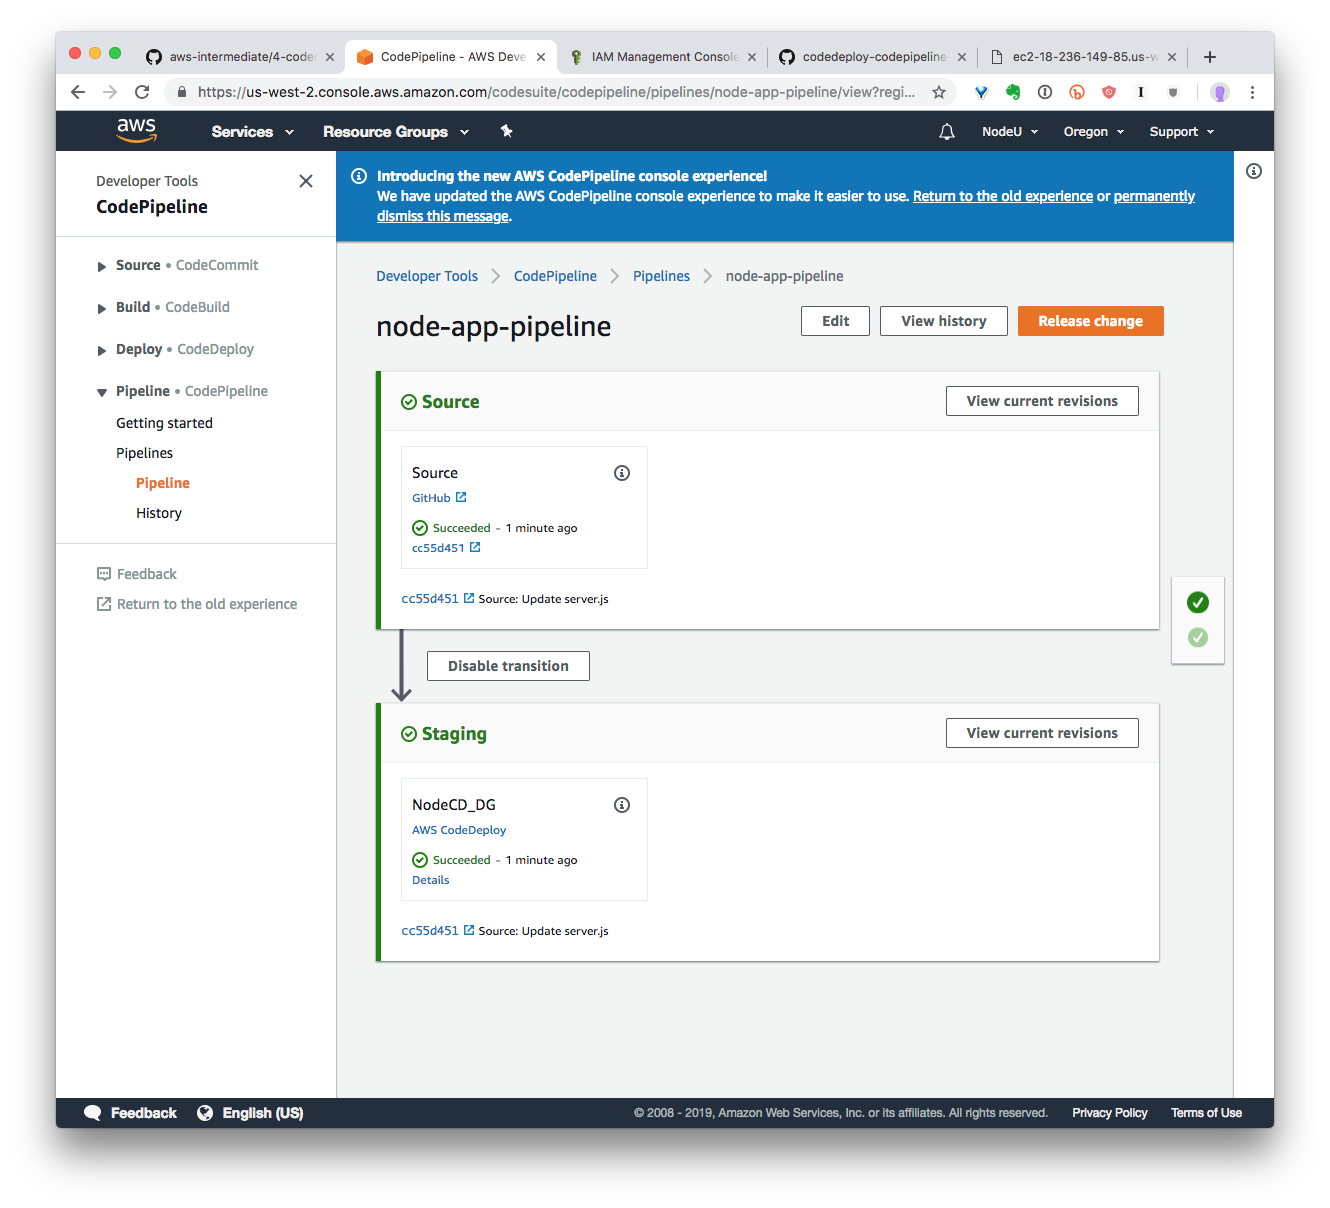 aws-intermediate/4-coder
CodePipeline - AWS Deve
IAM Management Console
codedeploy-codepipeline
ec2-18-236-149-85.us-w
https://us-west-2.console.aws.amazon.com/codesuite/codepipeline/pipelines/node-app-pipeline/view?regi...
aws
Services
Resource Groups
NodeU
Oregon
Support
Developer Tools
CodePipeline
Source • CodeCommit
Build • CodeBuild
Deploy • CodeDeploy
Pipeline • CodePipeline
Getting started
Pipelines
Pipeline
History
Feedback
Return to the old experience
Introducing the new AWS CodePipeline console experience!
We have updated the AWS CodePipeline console experience to make it easier to use. Return to the old experience or permanently
dismiss this message.
Developer Tools > CodePipeline > Pipelines > node-app-pipeline
node-app-pipeline
Edit
View history
Release change
Source
View current revisions
Source
GitHub
Succeeded - 1 minute ago
cc55d451
cc55d451 Source: Update server.js
Disable transition
Staging
View current revisions
NodeCD_DG
AWS CodeDeploy
Succeeded - 1 minute ago
Details
cc55d451 Source: Update server.js
Feedback
English (US)
© 2008 - 2019, Amazon Web Services, Inc. or its affiliates. All rights reserved.
Privacy Policy
Terms of Use